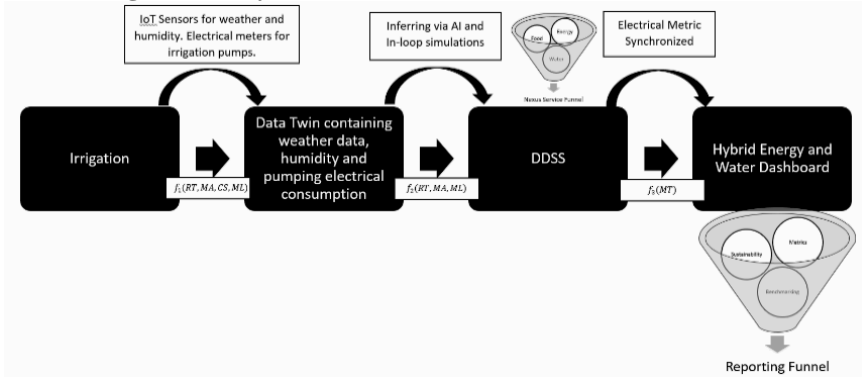 IoT Sensors for weather and
humidity. Electrical meters for
irrigation pumps.
Inferring via AI and
In-loop simulations
Food
Energy
Water
Nexus Service Funnel
Electrical Metric
Synchronized
Irrigation
f₁(RT, MA, CS, ML)
Data Twin containing
weather data,
humidity and
pumping electrical
consumption
f₂(RT, MA, ML)
DDSS
f₃(MT)
Hybrid Energy and
Water Dashboard
Sustainability
Metrics
Benchmarking
Reporting Funnel